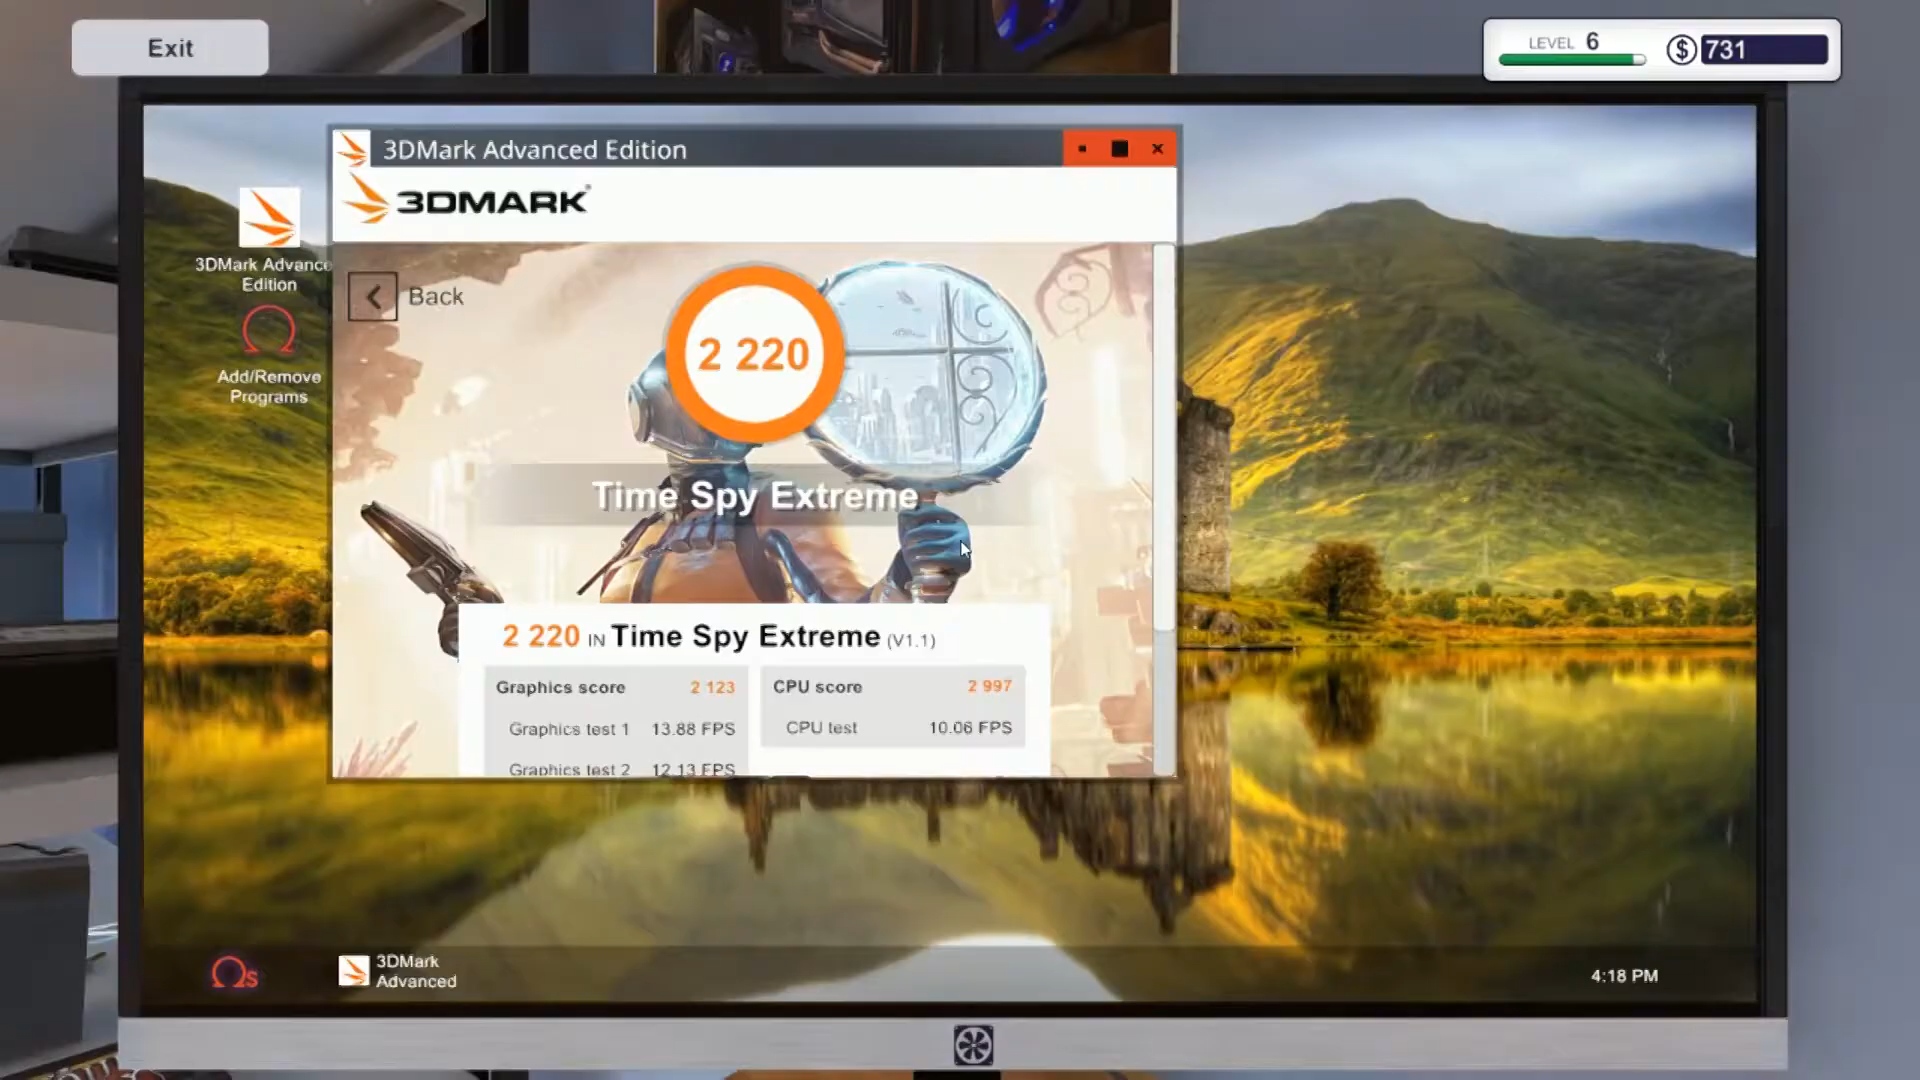 Exit
LEVEL 6
$ 731
3DMark Advanced Edition
3DMARK
3DMark Advance
Edition
Back
2 220
Add/Remove
Programs
Time Spy Extreme
2 220 IN Time Spy Extreme (V1.1)
Graphics score 2 123
CPU score 2 997
Graphics test 1 13.88 FPS
CPU test 10.06 FPS
Graphics test 2 12.13 FPS
Ωs
3DMark
Advanced
4:18 PM